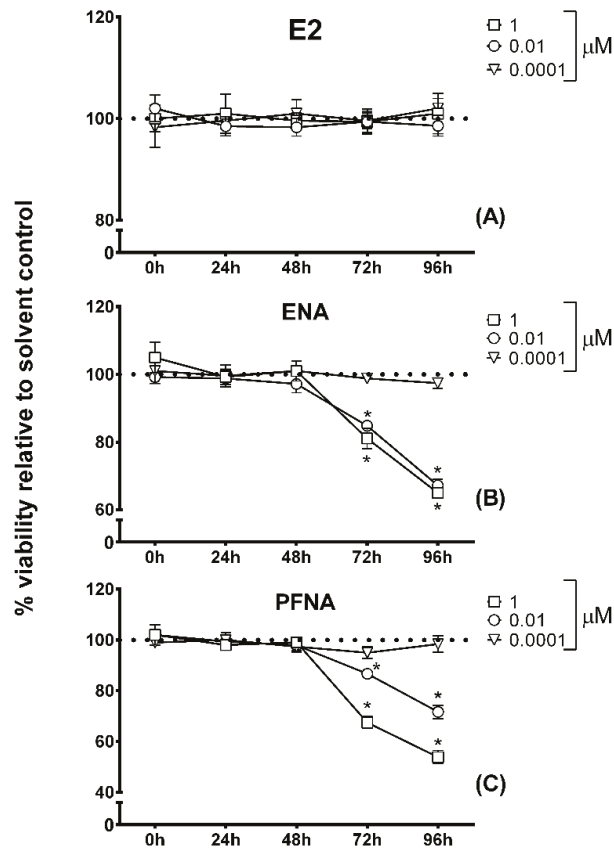 % viability relative to solvent control
E2
120
100
80
0
0h 24h 48h 72h 96h
1
0.01
0.0001
µM
(A)
ENA
120
100
80
60
0
* *
* *
0h 24h 48h 72h 96h
1
0.01
0.0001
µM
(B)
PFNA
120
100
80
60
40
0
* *
* *
0h 24h 48h 72h 96h
1
0.01
0.0001
µM
(C)